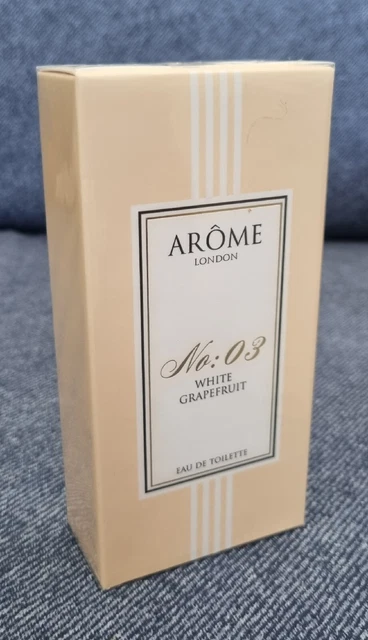 ARÔME
LONDON
No: 03
WHITE
GRAPEFRUIT
EAU DE TOILETTE